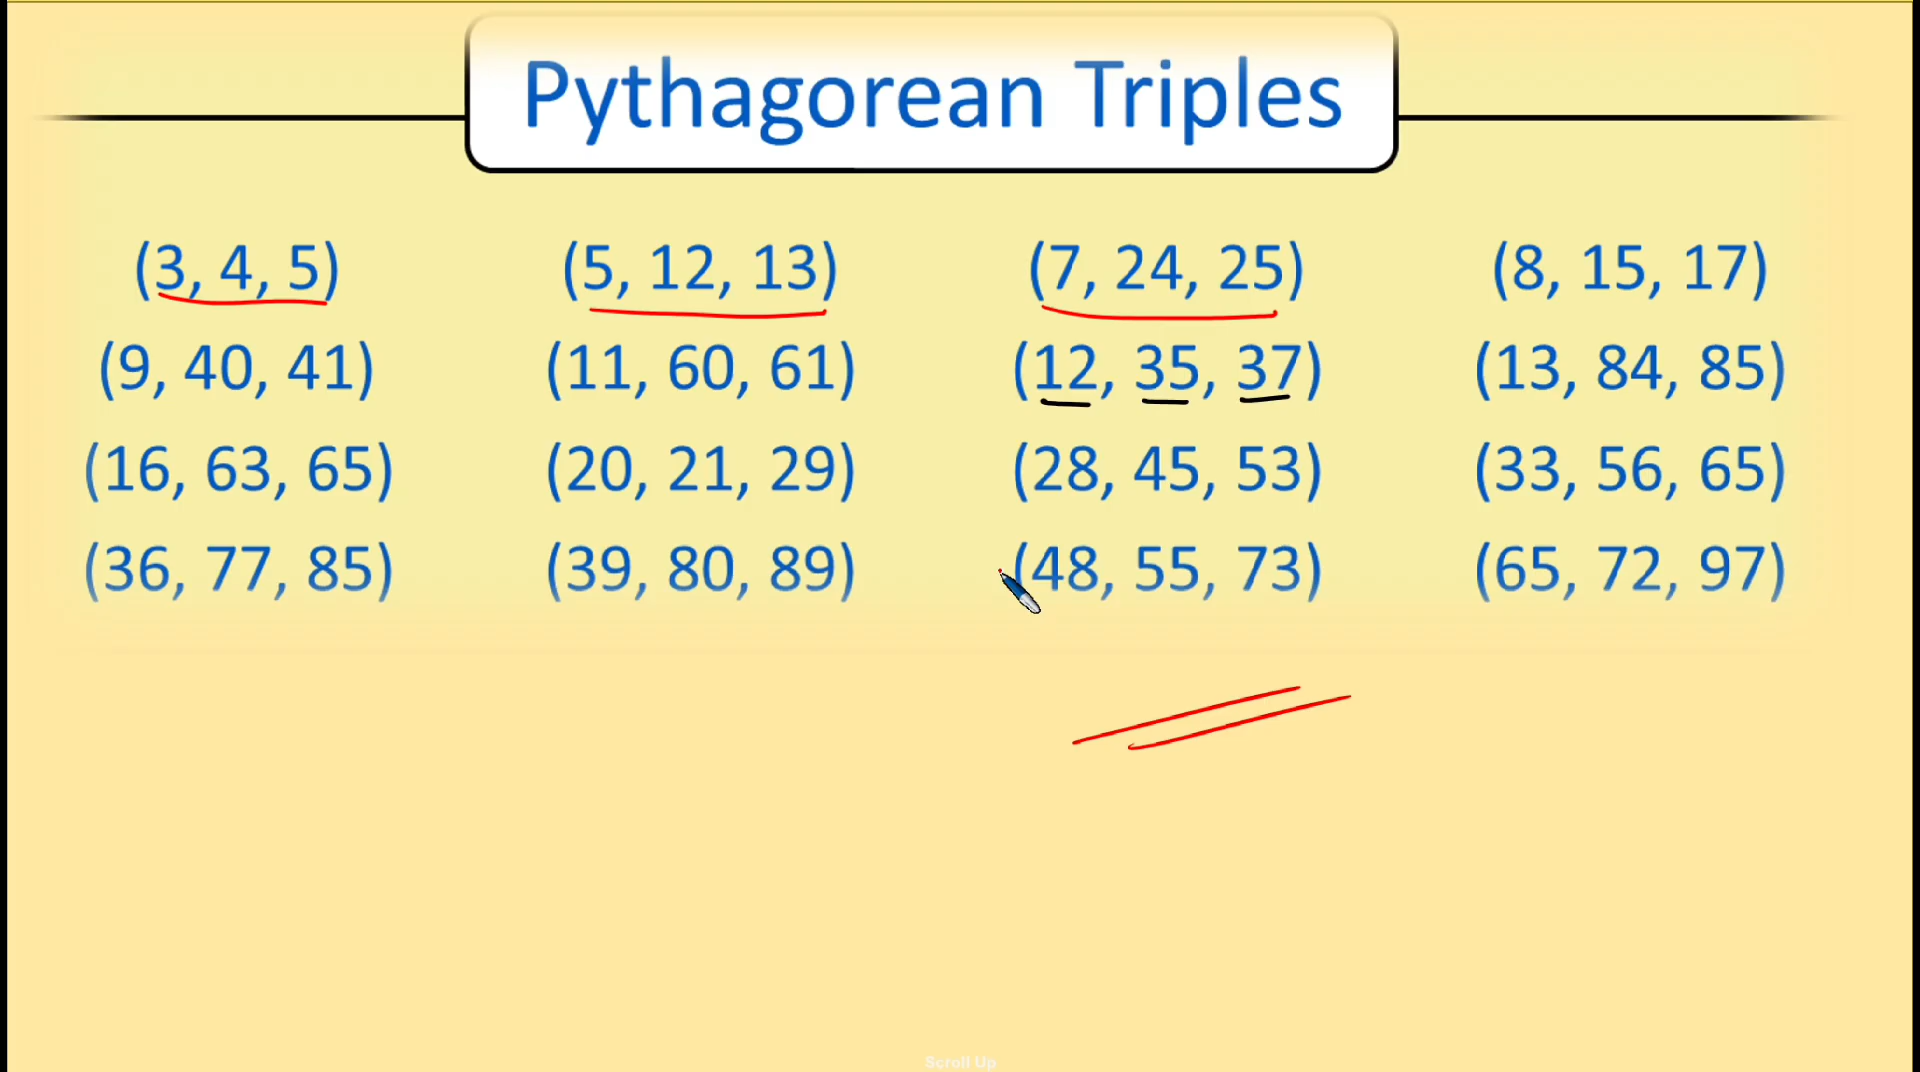 Pythagorean Triples
(3, 4, 5) (5, 12, 13) (7, 24, 25) (8, 15, 17)
(9, 40, 41) (11, 60, 61) (12, 35, 37) (13, 84, 85)
(16, 63, 65) (20, 21, 29) (28, 45, 53) (33, 56, 65)
(36, 77, 85) (39, 80, 89) (48, 55, 73) (65, 72, 97)
Scroll Up